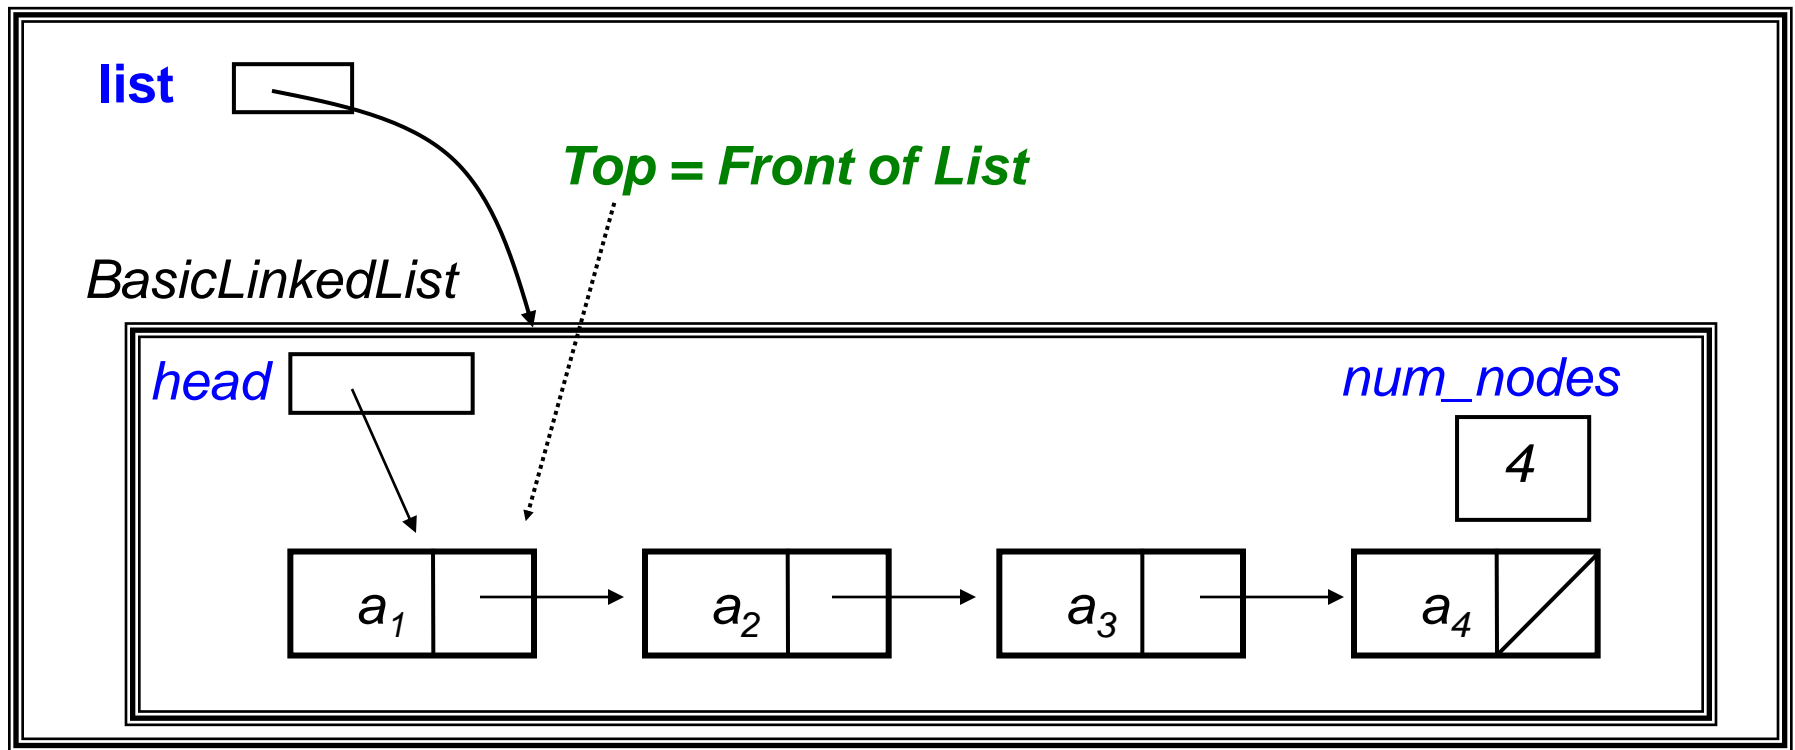 list
Top = Front of List
BasicLinkedList
head
num_nodes
4
a1
a2
a3
a4